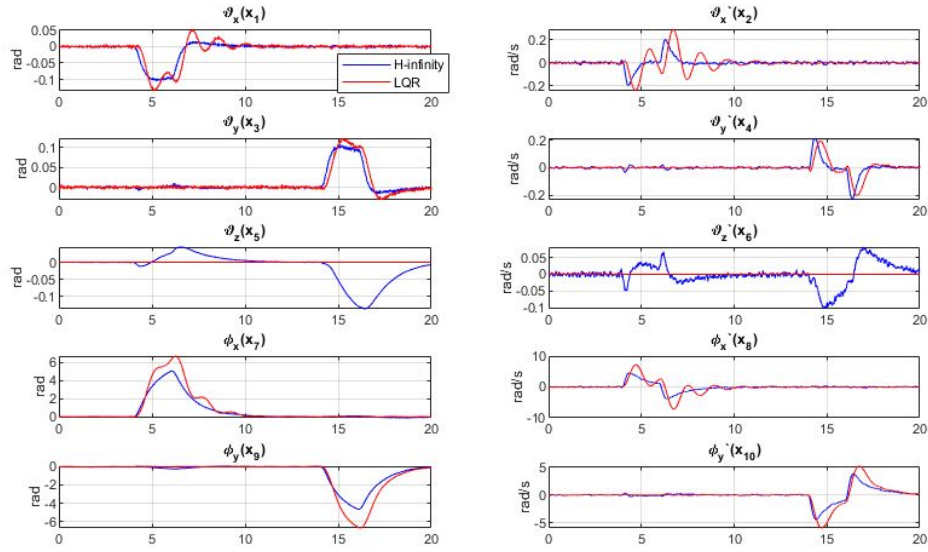 ϑx(x1)
0.05
0
-0.05
-0.1
rad
0 5 10 15 20
H-infinity
LQR
ϑx`(x2)
0.2
0
-0.2
rad/s
0 5 10 15 20
ϑy(x3)
0.1
0.05
0
rad
0 5 10 15 20
ϑy`(x4)
0.2
0
-0.2
rad/s
0 5 10 15 20
ϑz(x5)
0
-0.05
-0.1
rad
0 5 10 15 20
ϑz`(x6)
0.05
0
-0.05
-0.1
rad/s
0 5 10 15 20
ϕx(x7)
6
4
2
0
rad
0 5 10 15 20
ϕx`(x8)
10
0
-10
rad/s
0 5 10 15 20
ϕy(x9)
0
-2
-4
-6
rad
0 5 10 15 20
ϕy`(x10)
5
0
-5
rad/s
0 5 10 15 20